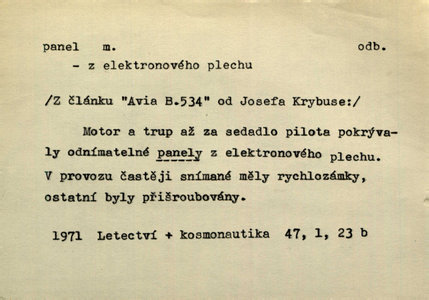 panel m. odb.
- z elektronového plechu
/Z článku "Avia B.534" od Josefa Krybuse:/
Motor a trup až za sedadlo pilota pokrýva-
ly odnímatelné panely z elektronového plechu.
V provozu častěji snímané měly rychlozámky,
ostatní byly přišroubovány.
1971 Letectví + kosmonautika 47, 1, 23 b